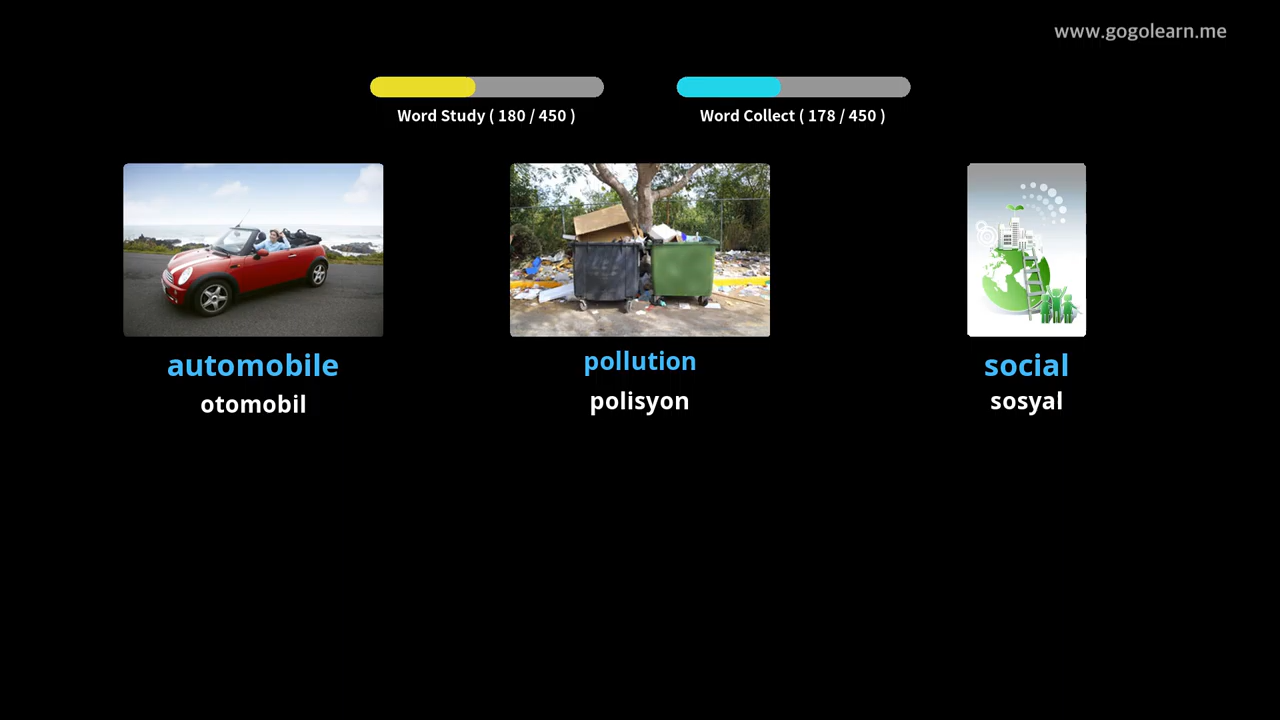 www.gogolearn.me
Word Study ( 180 / 450 )
Word Collect ( 178 / 450 )
automobile
otomobil
pollution
polisyon
social
sosyal